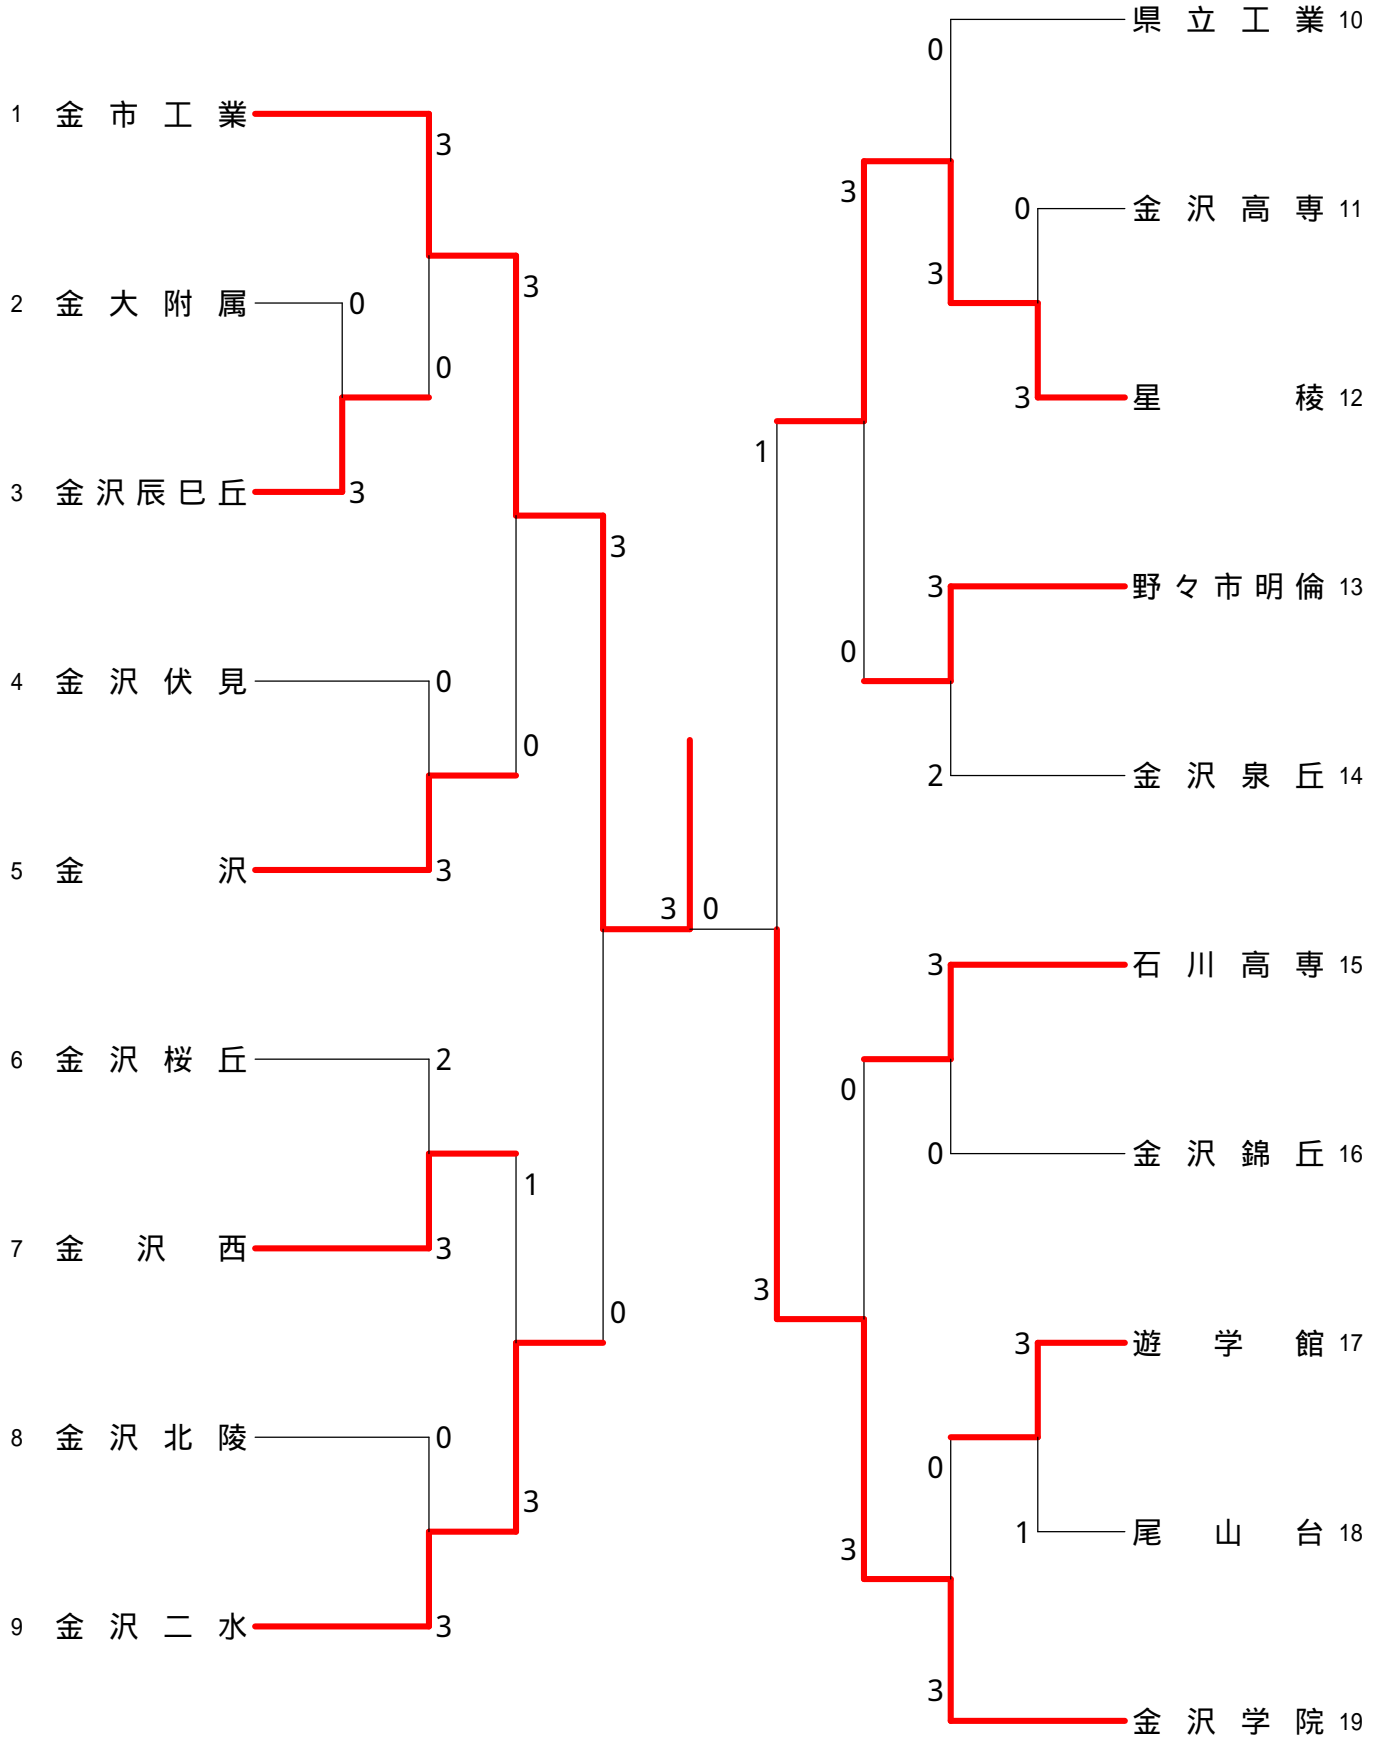 1 金市工業
3
2 金大附属 0
0
3 金沢辰巳丘 3
3
4 金沢伏見 0
0
5 金沢 3
3
6 金沢桜丘 2
1
7 金沢西 3
0
8 金沢北陵 0
3
9 金沢二水 3
3 0
県立工業 10
0
3
0 金沢高専 11
3
3 星稜 12
1
3 野々市明倫 13
0
2 金沢泉丘 14
3 石川高専 15
0
0 金沢錦丘 16
3
3 遊学館 17
0
1 尾山台 18
3
3 金沢学院 19